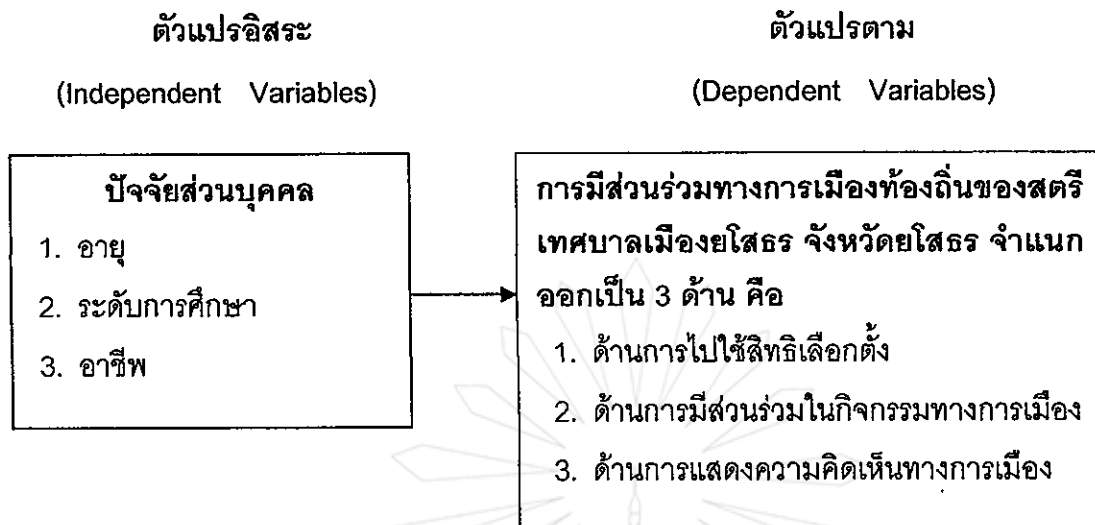 ตัวแปรอิสระ
(Independent Variables)
ปัจจัยส่วนบุคคล
1. อายุ
2. ระดับการศึกษา
3. อาชีพ
ตัวแปรตาม
(Dependent Variables)
การมีส่วนร่วมทางการเมืองท้องถิ่นของสตรี
เทศบาลเมืองยโสธร จังหวัดยโสธร จำแนก
ออกเป็น 3 ด้าน คือ
1. ด้านการไปใช้สิทธิเลือกตั้ง
2. ด้านการมีส่วนร่วมในกิจกรรมทางการเมือง
3. ด้านการแสดงความคิดเห็นทางการเมือง